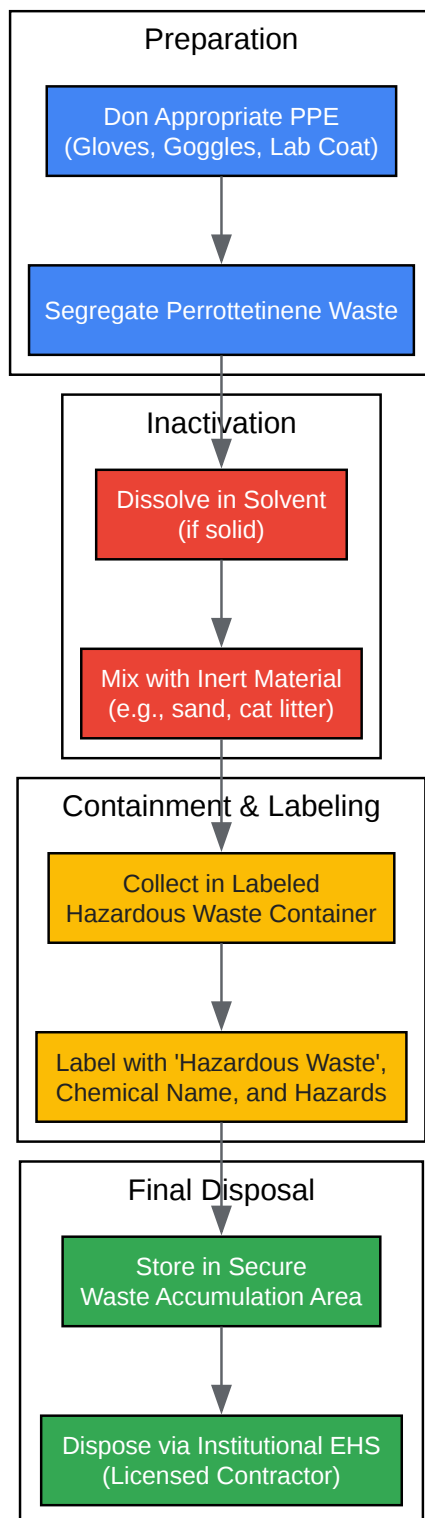 Preparation
Don Appropriate PPE
(Gloves, Goggles, Lab Coat)
Segregate Perrottetinene Waste
Inactivation
Dissolve in Solvent
(if solid)
Mix with Inert Material
(e.g., sand, cat litter)
Containment & Labeling
Collect in Labeled
Hazardous Waste Container
Label with 'Hazardous Waste',
Chemical Name, and Hazards
Final Disposal
Store in Secure
Waste Accumulation Area
Dispose via Institutional EHS
(Licensed Contractor)